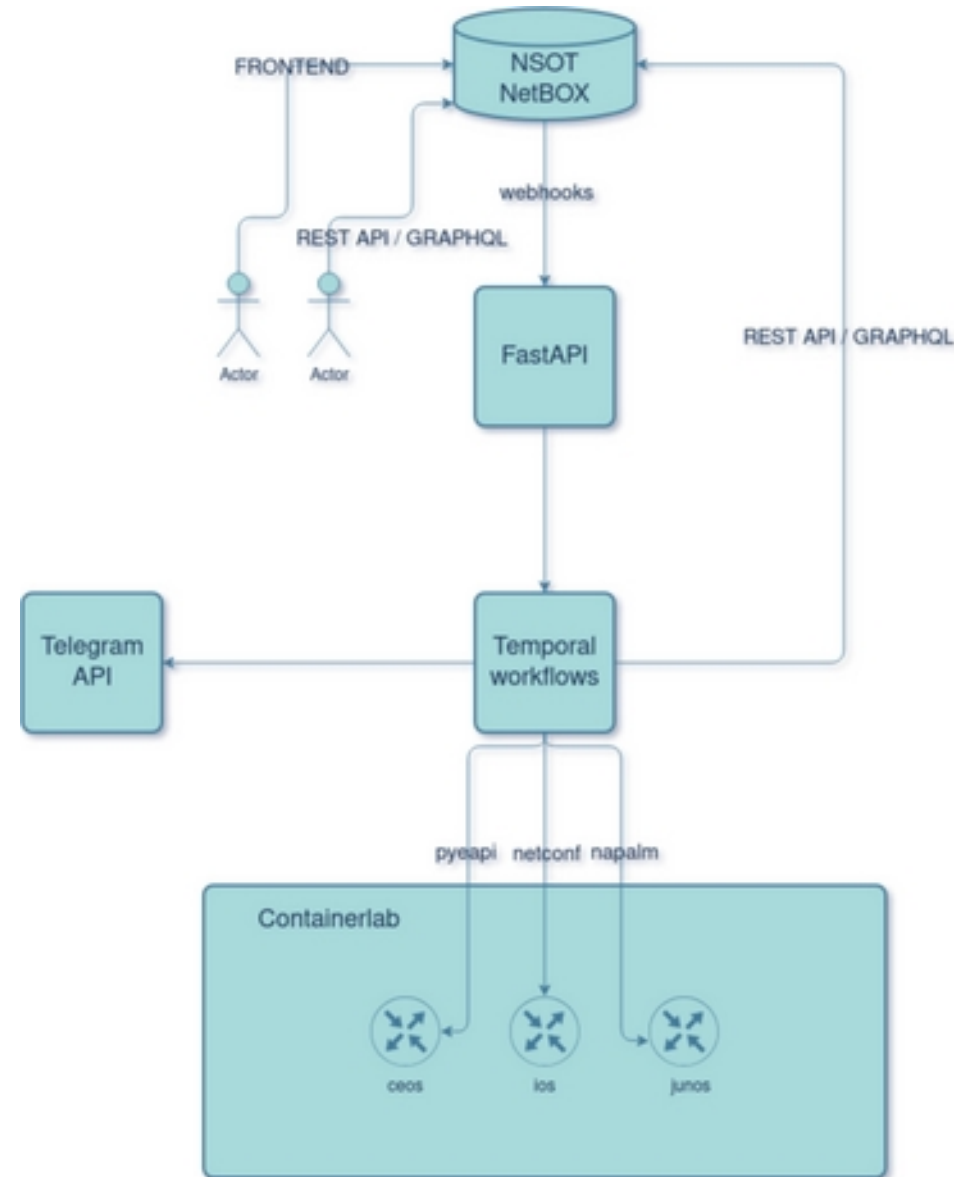 FRONTEND
NSOT
NetBOX
webhooks
REST API / GRAPHQL
Actor
Actor
FastAPI
REST API / GRAPHQL
Telegram
API
Temporal
workflows
pyeapi
netconf
napalm
Containerlab
ceos
ios
junos